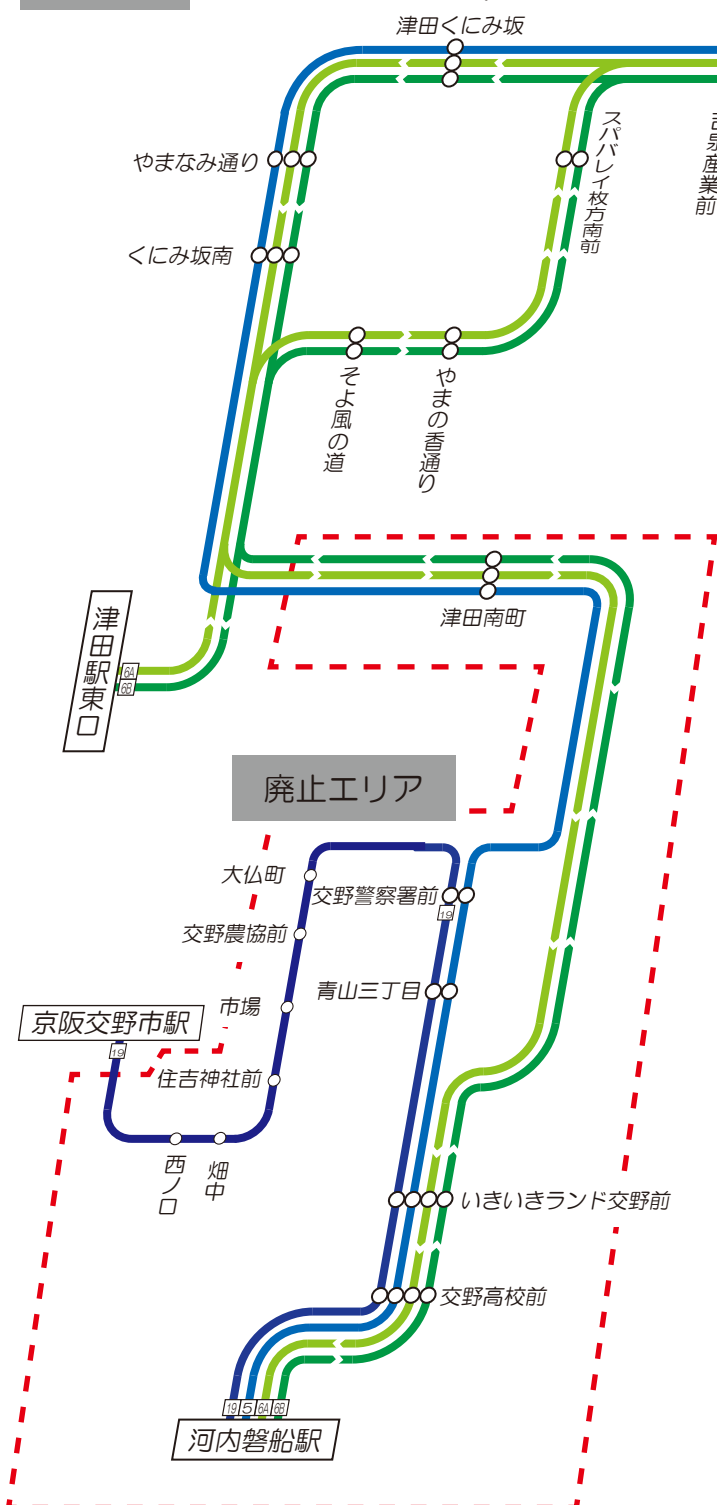 津田くにみ坂
やまなみ通り
スパバレイ枚方南前
産業前
くにみ坂南
そよ風の道
やまの香通り
津田南町
津田駅東口
6A
6B
廃止エリア
大仏町
交野警察署前
19
交野農協前
青山三丁目
市場
京阪交野市駅
19
住吉神社前
西ノ口
畑中
いきいきランド交野前
交野高校前
19
5
6A
6B
河内磐船駅